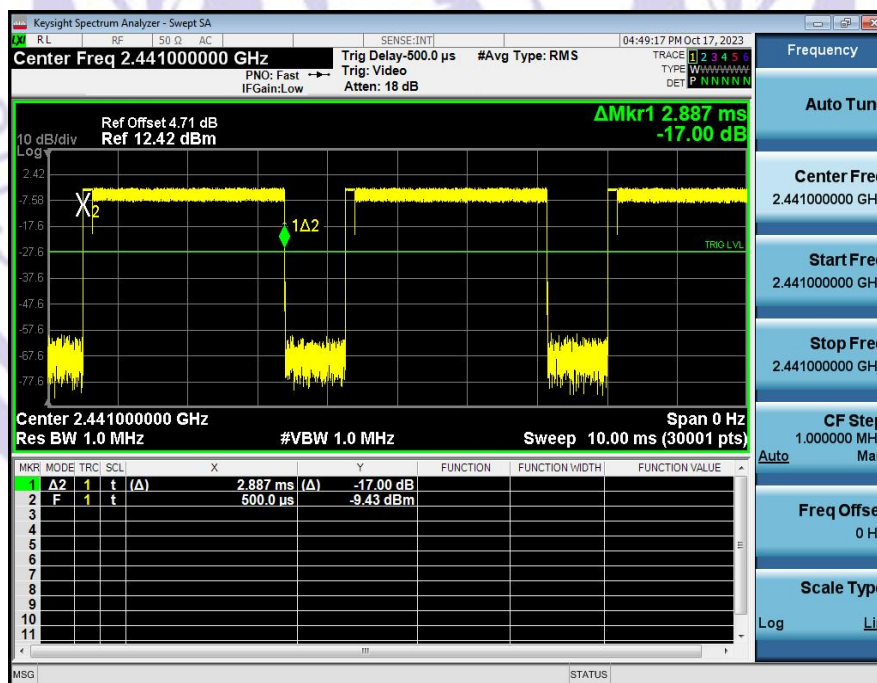 Keysight Spectrum Analyzer - Swept SA
LXI RL RF 50 Ω AC SENSE:INT 04:49:17 PM Oct 17, 2023
Center Freq 2.441000000 GHz
PNO: Fast
IFGain:Low
Trig Delay-500.0 µs
Trig: Video
Atten: 18 dB
#Avg Type: RMS
TRACE 1 2 3 4 5 6
TYPE WWWWWW
DET P N N N N N
Frequency
Auto Tun
Center Fre
2.441000000 GH
Start Fre
2.441000000 GH
Stop Fre
2.441000000 GH
CF Step
1.000000 MH
Auto Ma
Freq Offse
0 H
Scale Type
Log Li
ΔMkr1 2.887 ms
-17.00 dB
Ref Offset 4.71 dB
10 dB/div Ref 12.42 dBm
Log
2.42
-7.58
-17.6
-27.6
-37.6
-47.6
-57.6
-67.6
-77.6
2
1Δ2
TRIG LVL
Center 2.441000000 GHz Span 0 Hz
Res BW 1.0 MHz #VBW 1.0 MHz Sweep 10.00 ms (30001 pts)
MKR MODE TRC SCL X Y FUNCTION FUNCTION WIDTH FUNCTION VALUE
1 Δ2 1 t (Δ) 2.887 ms (Δ) -17.00 dB
2 F 1 t 500.0 µs -9.43 dBm
3
4
5
6
7
8
9
10
11
MSG STATUS